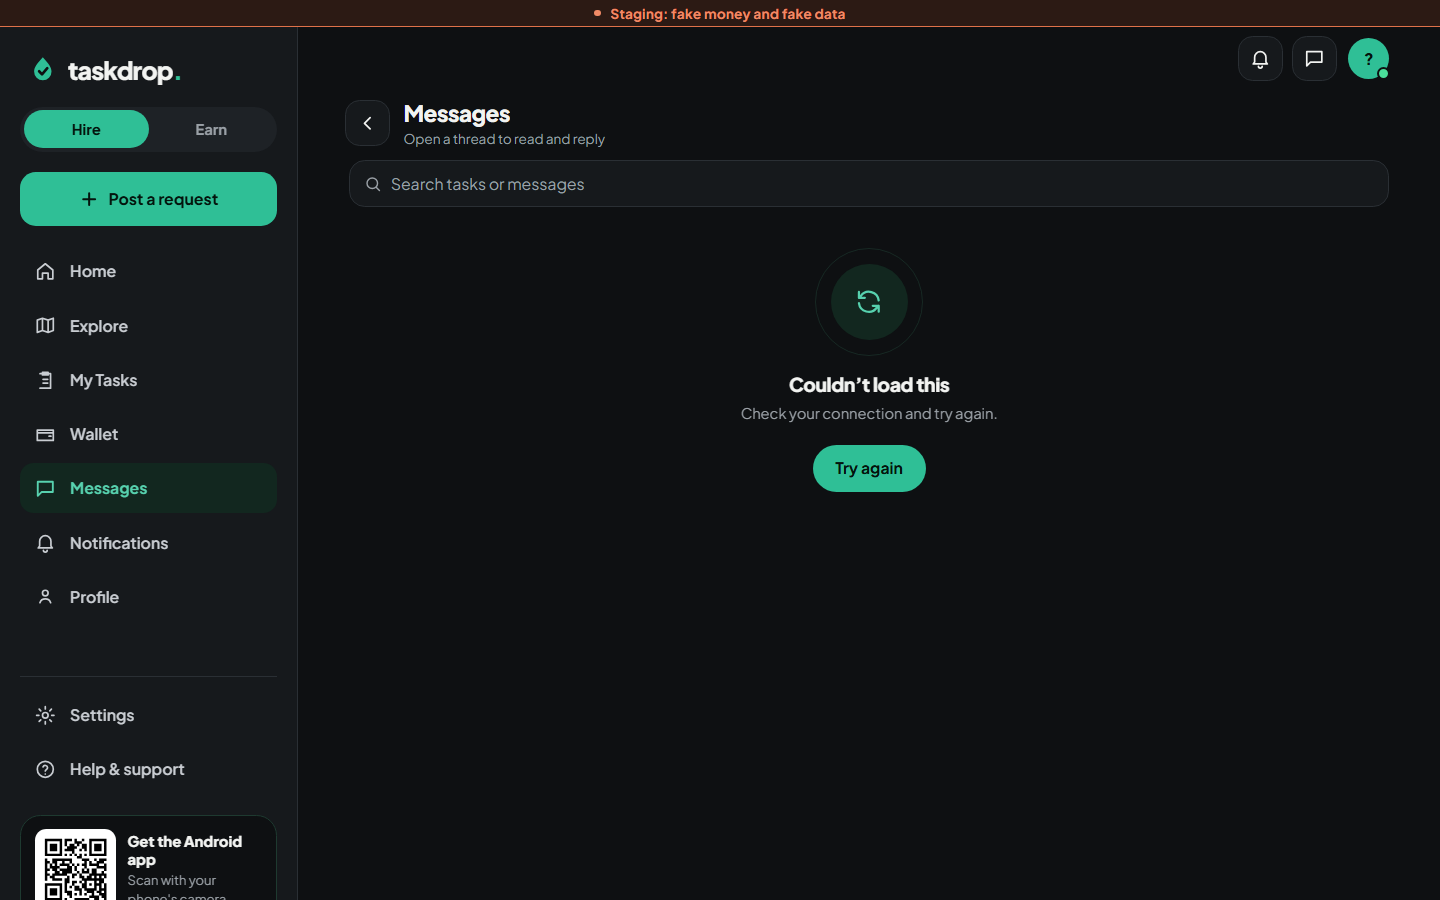 Staging: fake money and fake data
taskdrop.
Hire
Earn
Post a request
Home
Explore
My Tasks
Wallet
Messages
Notifications
Profile
Settings
Help & support
Get the Android
app
Scan with your
phone's camera
?
Messages
Open a thread to read and reply
Search tasks or messages
Couldn’t load this
Check your connection and try again.
Try again